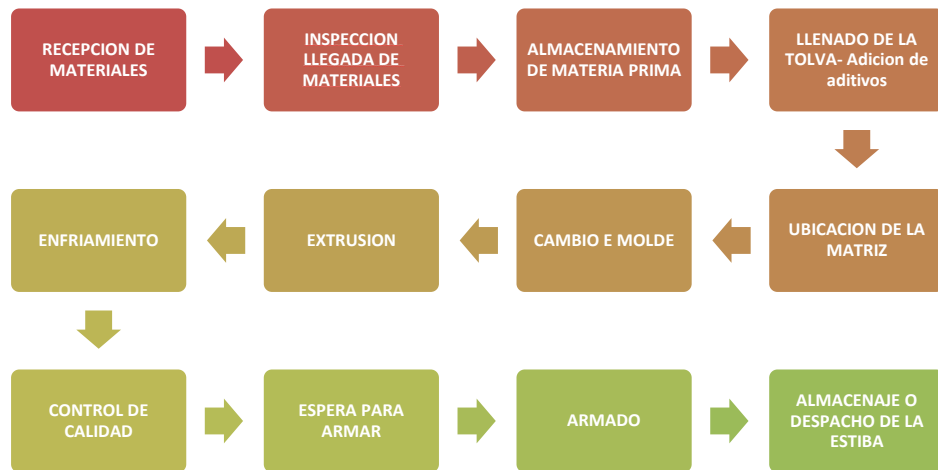 RECEPCION DE
MATERIALES
INSPECCION
LLEGADA DE
MATERIALES
ALMACENAMIENTO
DE MATERIA PRIMA
LLENADO DE LA
TOLVA- Adicion de
aditivos
UBICACION DE LA
MATRIZ
CAMBIO E MOLDE
EXTRUSION
ENFRIAMIENTO
CONTROL DE
CALIDAD
ESPERA PARA
ARMAR
ARMADO
ALMACENAJE O
DESPACHO DE LA
ESTIBA